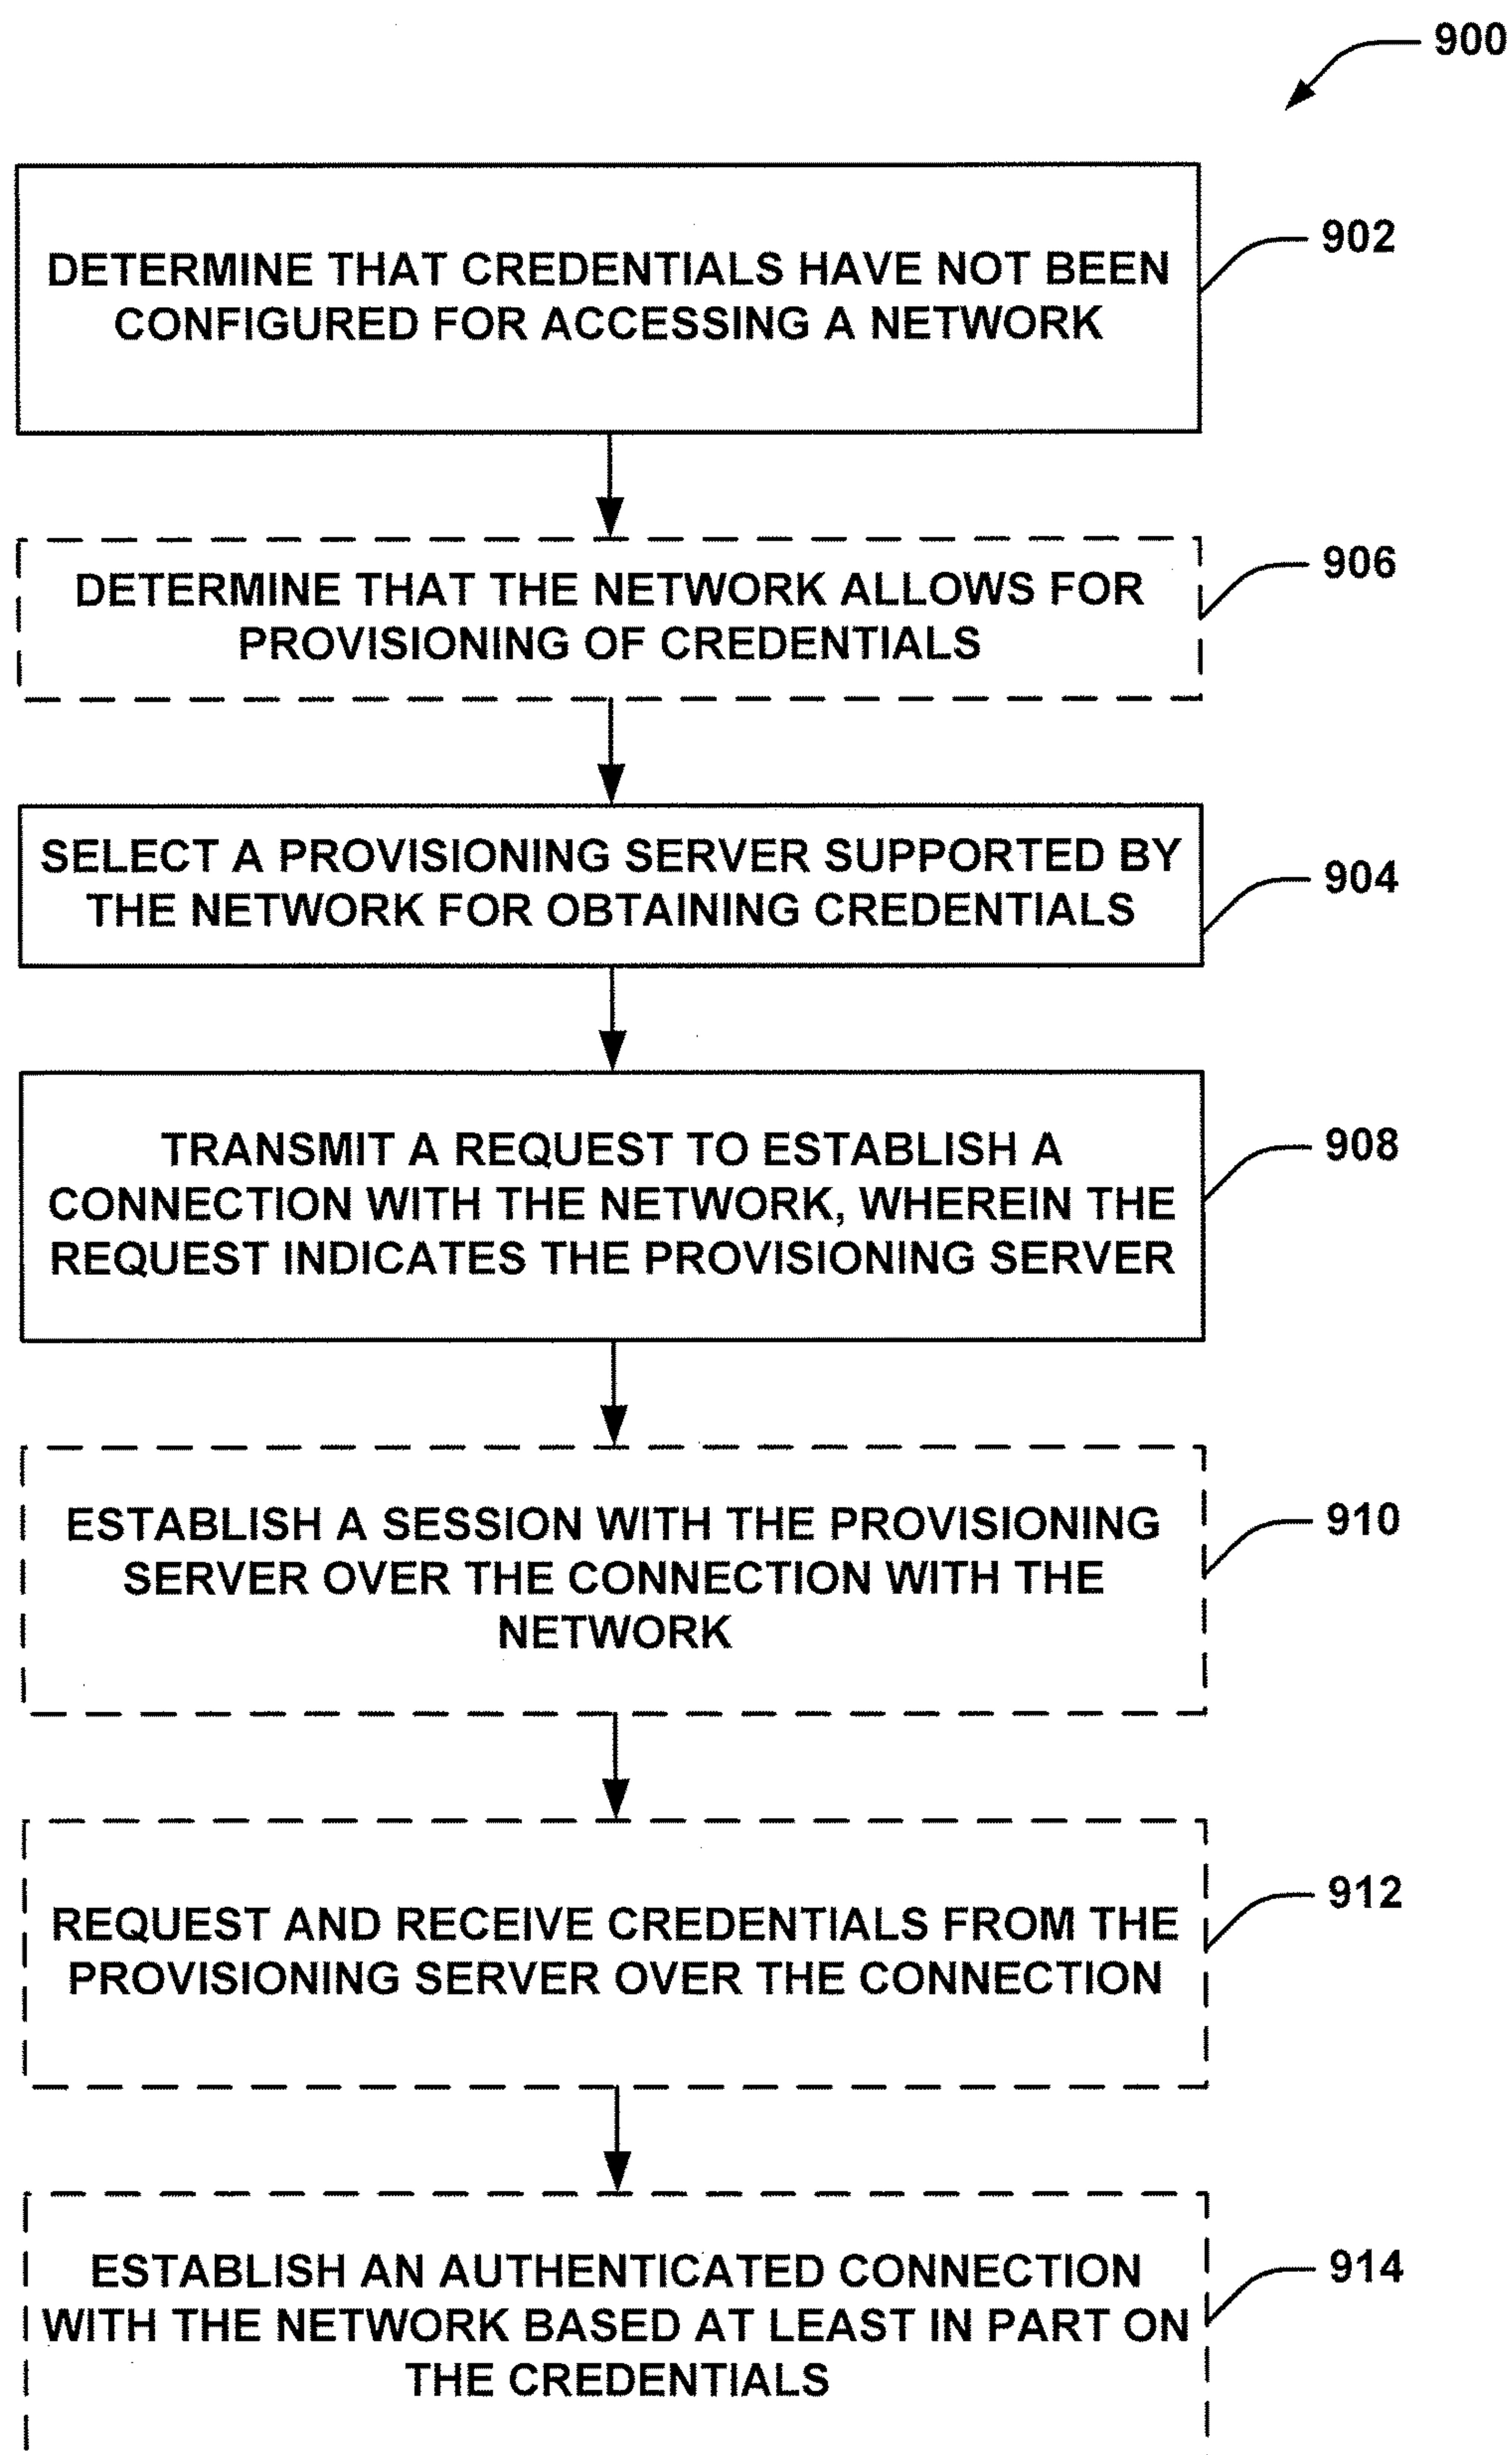 900
DETERMINE THAT CREDENTIALS HAVE NOT BEEN
CONFIGURED FOR ACCESSING A NETWORK
902
DETERMINE THAT THE NETWORK ALLOWS FOR
PROVISIONING OF CREDENTIALS
906
SELECT A PROVISIONING SERVER SUPPORTED BY
THE NETWORK FOR OBTAINING CREDENTIALS
904
TRANSMIT A REQUEST TO ESTABLISH A
CONNECTION WITH THE NETWORK, WHEREIN THE
REQUEST INDICATES THE PROVISIONING SERVER
908
ESTABLISH A SESSION WITH THE PROVISIONING
SERVER OVER THE CONNECTION WITH THE
NETWORK
910
REQUEST AND RECEIVE CREDENTIALS FROM THE
PROVISIONING SERVER OVER THE CONNECTION
912
ESTABLISH AN AUTHENTICATED CONNECTION
WITH THE NETWORK BASED AT LEAST IN PART ON
THE CREDENTIALS
914